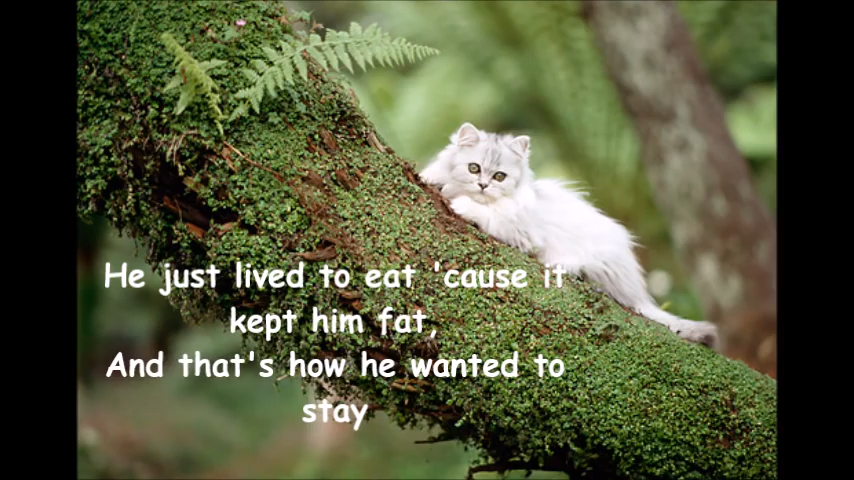 He just lived to eat 'cause it
kept him fat,
And that's how he wanted to
stay